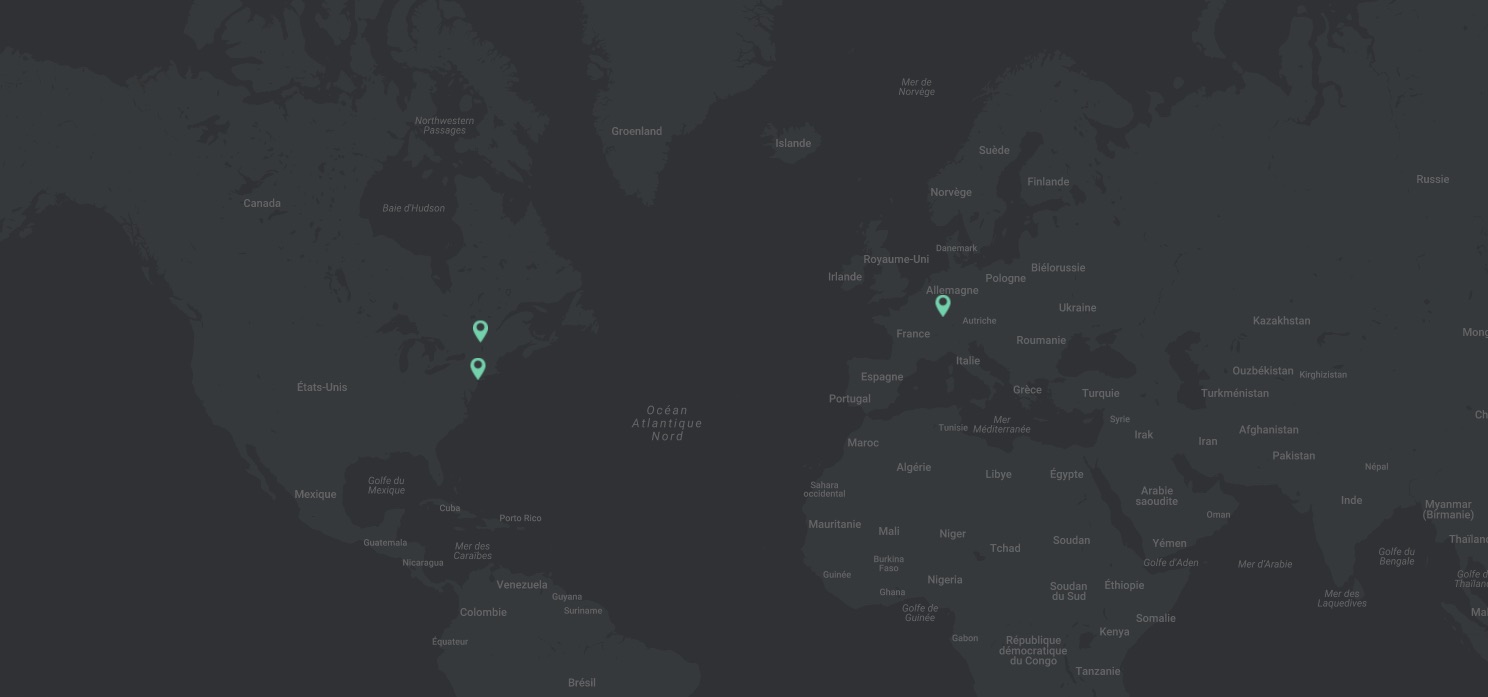 Mer de
Norvège
Northwestern
Passages
Groenland
Islande
Suède
Finlande
Russie
Norvège
Canada
Baie d'Hudson
Danemark
Royaume-Uni
Biélorussie
Irlande
Pologne
Allemagne
Ukraine
Autriche
Kazakhstan
France
Roumanie
Mong
Italie
Ouzbékistan
Kirghizistan
Espagne
États-Unis
Grèce
Turquie
Turkménistan
Portugal
Océan
Atlantique
Nord
Ch
Mer
Méditerranée
Tunisie
Syrie
Irak
Afghanistan
Iran
Maroc
Pakistan
Algérie
Libye
Égypte
Népal
Golfe du
Mexique
Sahara
occidental
Arabie
saoudite
Mexique
Inde
Myanmar
(Birmanie)
Cuba
Porto Rico
Oman
Mauritanie
Mali
Niger
Soudan
Thaïlan
Guatemala
Mer des
Caraïbes
Tchad
Yémen
Golfe du
Bengale
Nicaragua
Burkina
Faso
Golfe d'Aden
Mer d'Arabie
Guinée
Nigeria
Golfe d
Thaïlan
Venezuela
Soudan
du Sud
Éthiopie
Guyana
Ghana
Mer des
Laquedives
Colombie
Suriname
Golfe de
Guinée
Somalie
Ma
Kenya
Équateur
Gabon
République
démocratique
du Congo
Tanzanie
Brésil